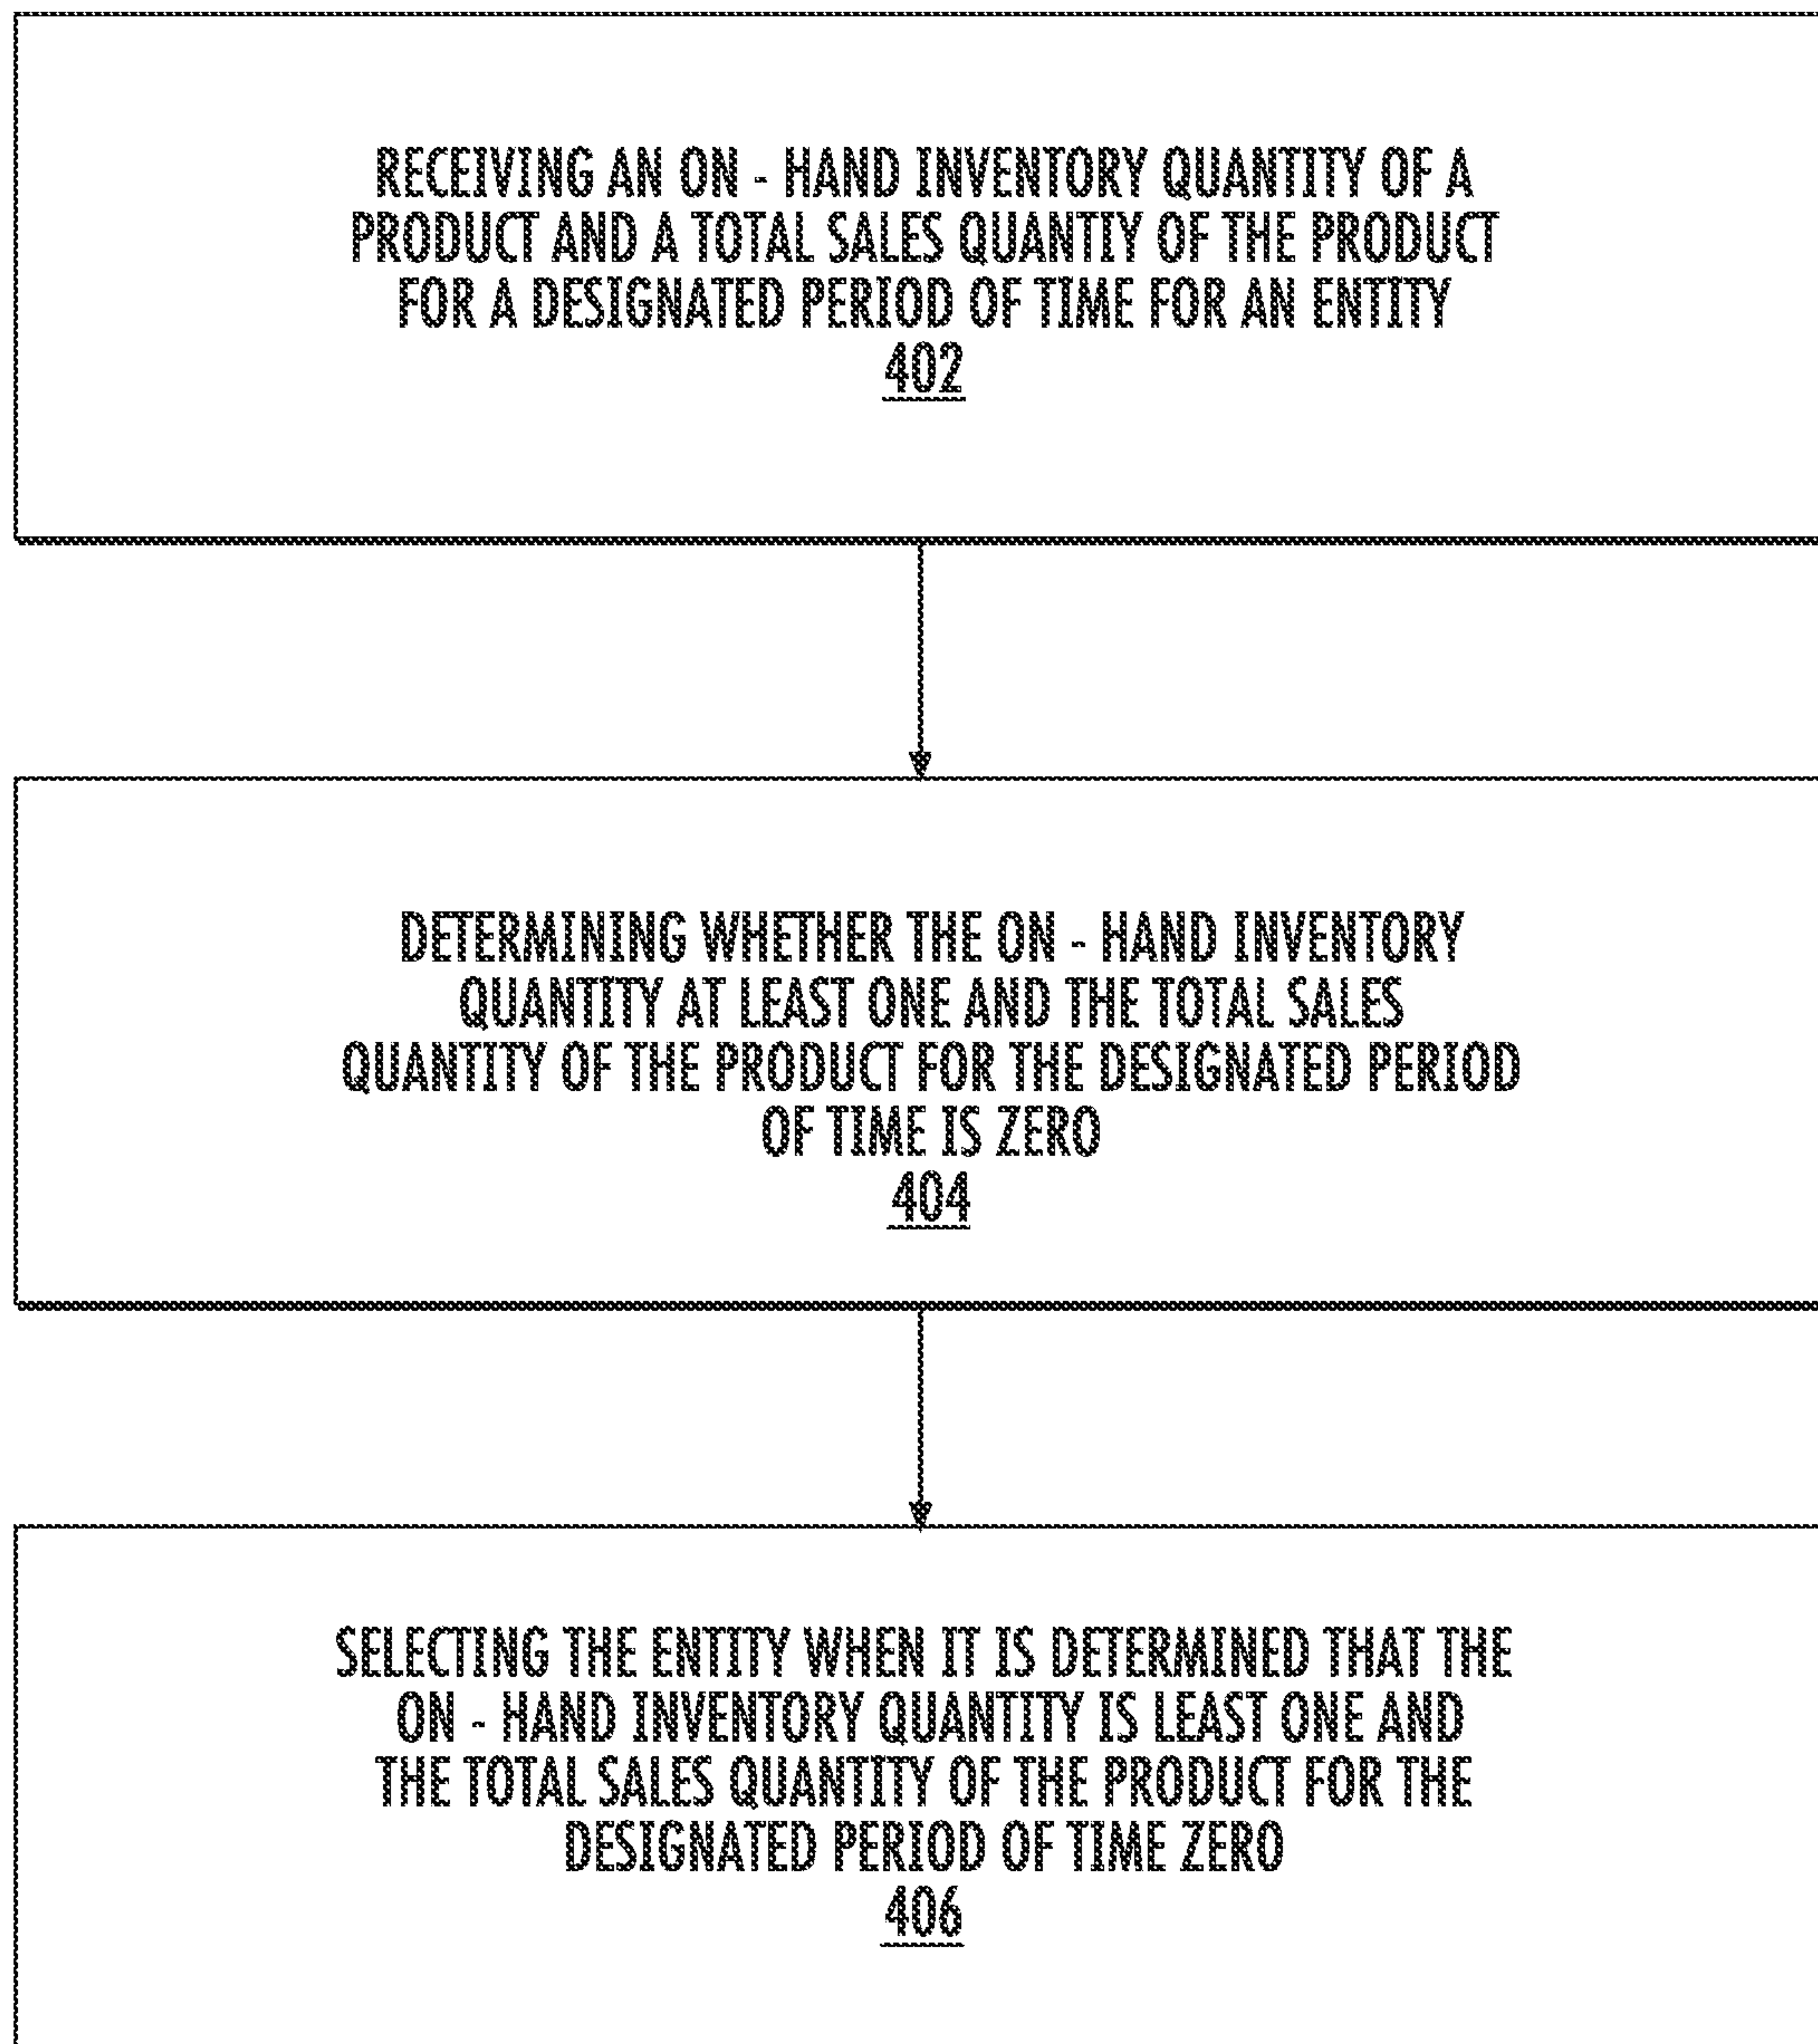 RECEIVING AN ON - HAND INVENTORY QUANTITY OF A
PRODUCT AND A TOTAL SALES QUANTIY OF THE PRODUCT
FOR A DESIGNATED PERIOD OF TIME FOR AN ENTITY
402
DETERMINING WHETHER THE ON - HAND INVENTORY
QUANTITY AT LEAST ONE AND THE TOTAL SALES
QUANTITY OF THE PRODUCT FOR THE DESIGNATED PERIOD
OF TIME IS ZERO
404
SELECTING THE ENTITY WHEN IT IS DETERMINED THAT THE
ON - HAND INVENTORY QUANTITY IS LEAST ONE AND
THE TOTAL SALES QUANTITY OF THE PRODUCT FOR THE
DESIGNATED PERIOD OF TIME ZERO
406